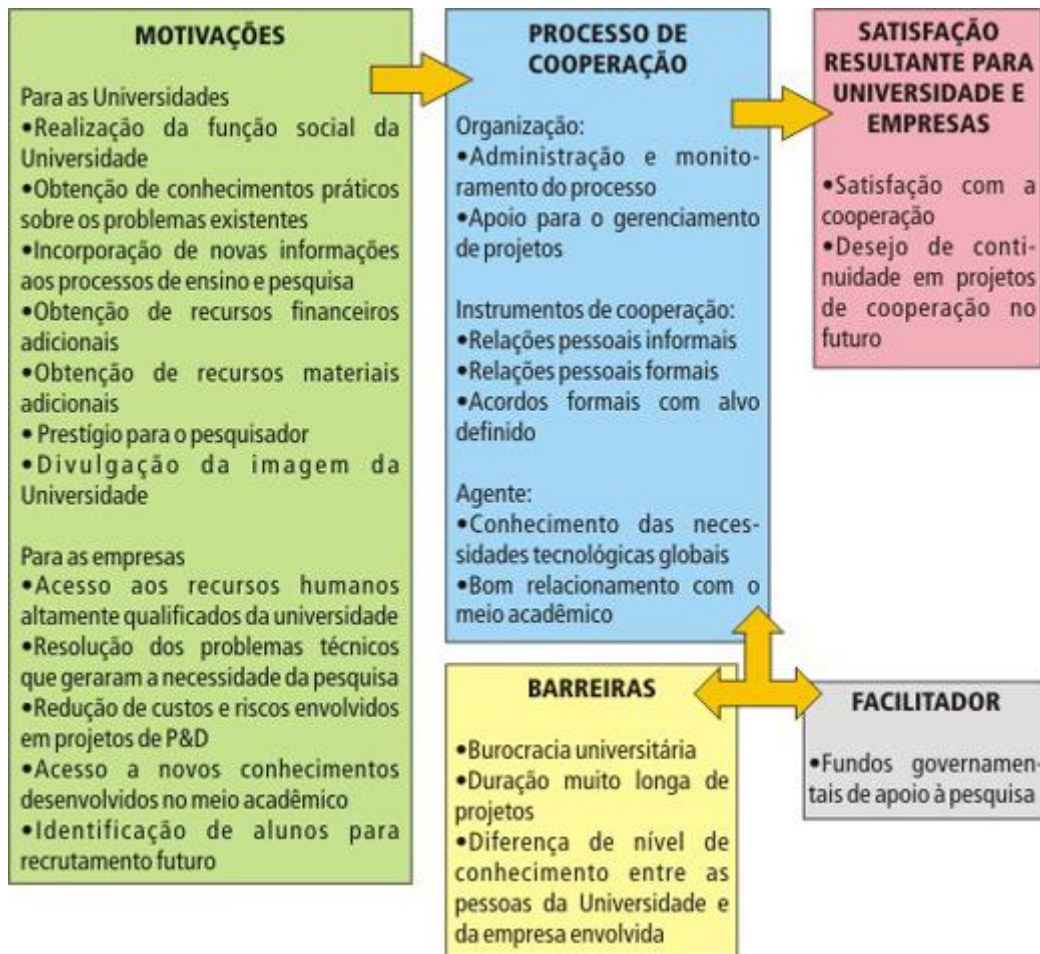 MOTIVAÇÕES
Para as Universidades
•Realização da função social da
Universidade
•Obtenção de conhecimentos práticos
sobre os problemas existentes
•Incorporação de novas informações
aos processos de ensino e pesquisa
•Obtenção de recursos financeiros
adicionais
•Obtenção de recursos materiais
adicionais
• Prestígio para o pesquisador
•Divulgação da imagem da
Universidade
Para as empresas
•Acesso aos recursos humanos
altamente qualificados da universidade
•Resolução dos problemas técnicos
que geraram a necessidade da pesquisa
•Redução de custos e riscos envolvidos
em projetos de P&D
•Acesso a novos conhecimentos
desenvolvidos no meio acadêmico
•Identificação de alunos para
recrutamento futuro
PROCESSO DE
COOPERAÇÃO
Organização:
•Administração e monito-
ramento do processo
•Apoio para o gerenciamento
de projetos
Instrumentos de cooperação:
•Relações pessoais informais
•Relações pessoais formais
•Acordos formais com alvo
definido
Agente:
•Conhecimento das neces-
sidades tecnológicas globais
•Bom relacionamento com o
meio acadêmico
SATISFAÇÃO
RESULTANTE PARA
UNIVERSIDADE E
EMPRESAS
•Satisfação com a
cooperação
•Desejo de conti-
nuidade em projetos
de cooperação no
futuro
BARREIRAS
•Burocracia universitária
•Duração muito longa de
projetos
•Diferença de nível de
conhecimento entre as
pessoas da Universidade e
da empresa envolvida
FACILITADOR
•Fundos governamen-
tais de apoio à pesquisa